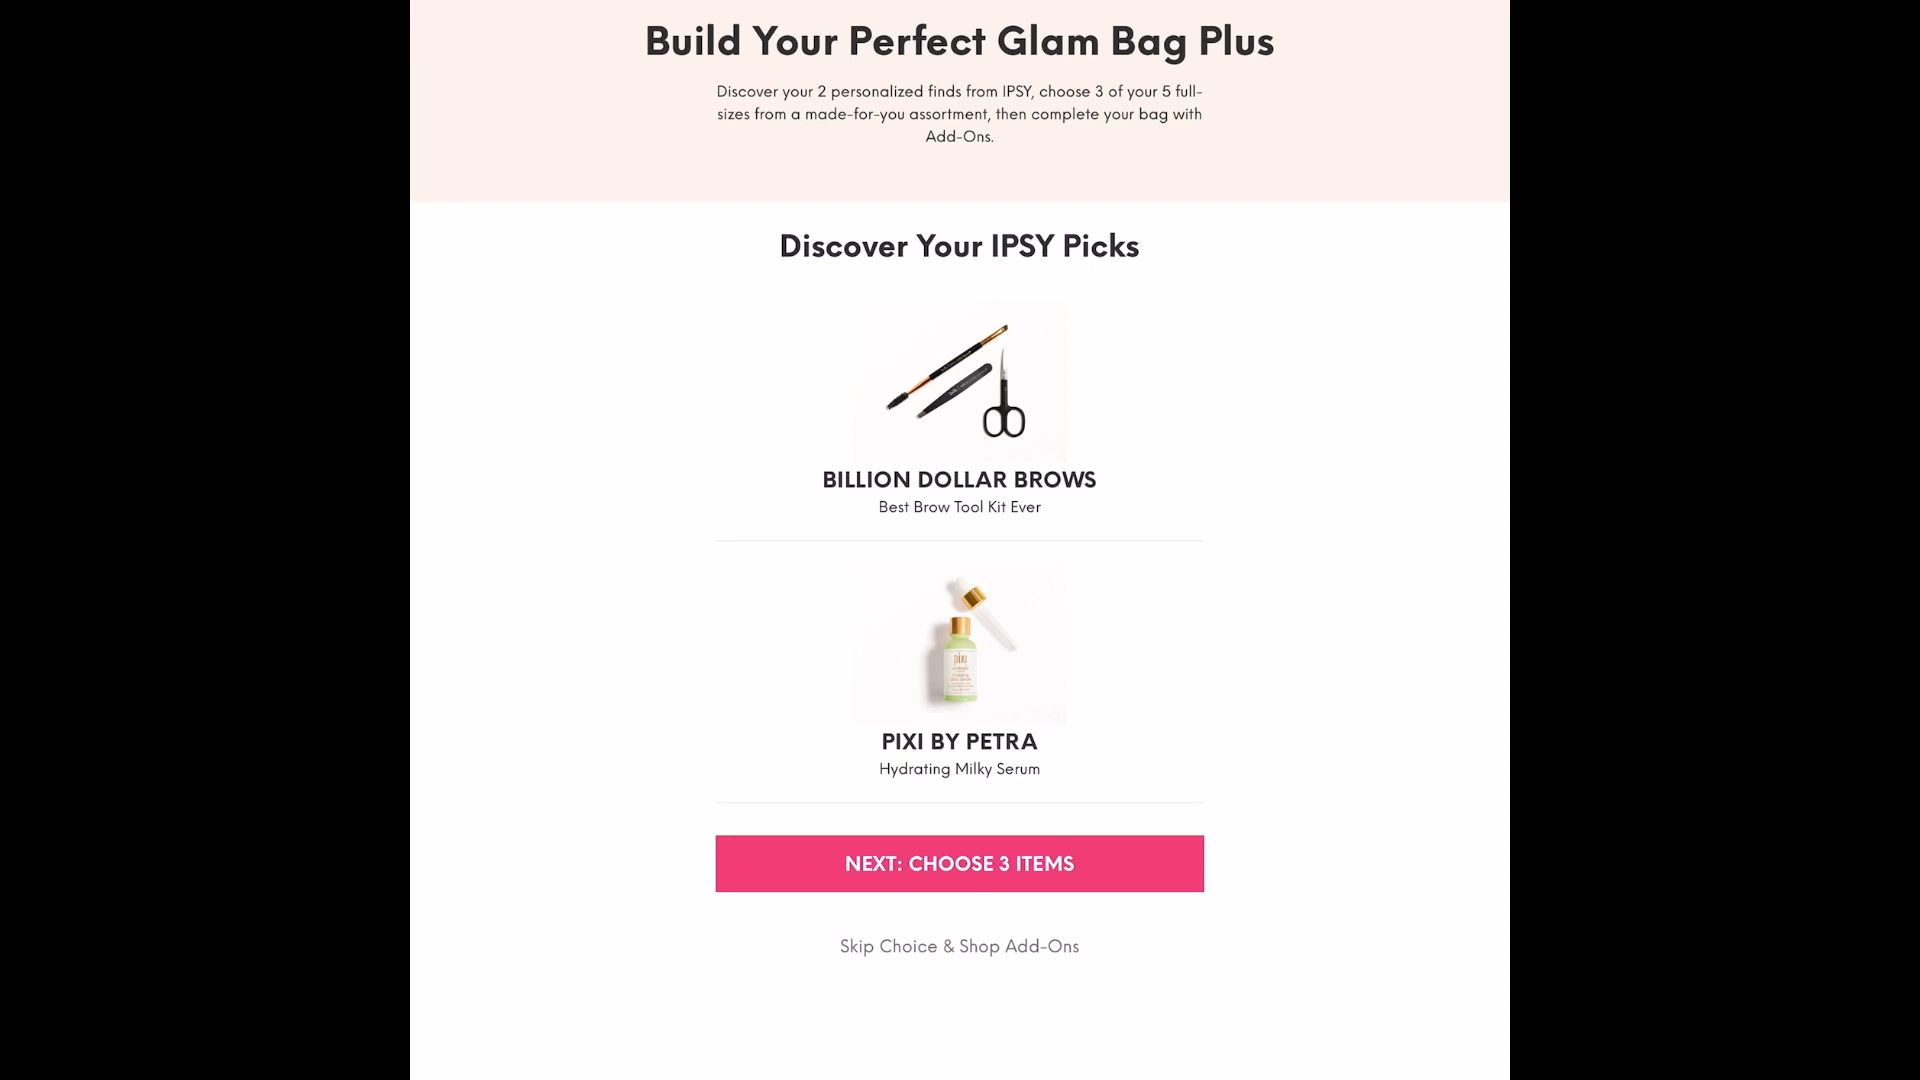 Build Your Perfect Glam Bag Plus
Discover your 2 personalized finds from IPSY, choose 3 of your 5 full-
sizes from a made-for-you assortment, then complete your bag with
Add-Ons.
Discover Your IPSY Picks
BILLION DOLLAR BROWS
Best Brow Tool Kit Ever
pixi
PIXI BY PETRA
Hydrating Milky Serum
NEXT: CHOOSE 3 ITEMS
Skip Choice & Shop Add-Ons